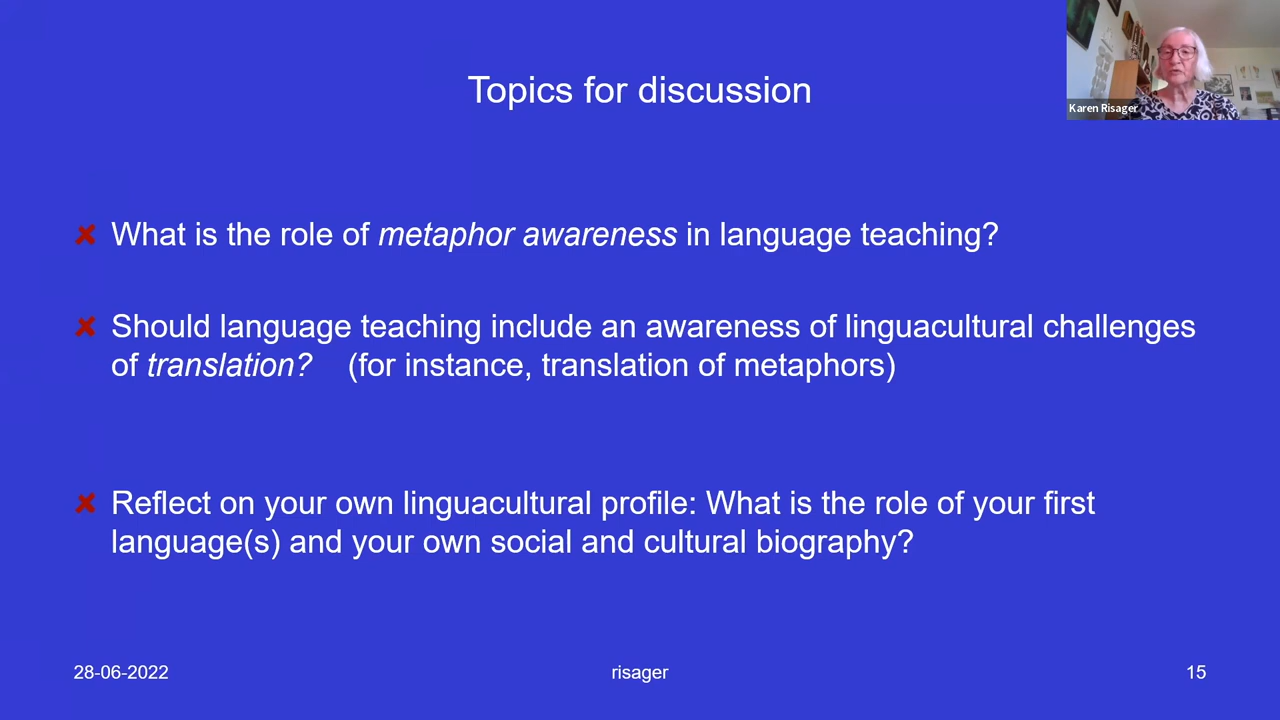 Topics for discussion
Karen Risager
What is the role of metaphor awareness in language teaching?
Should language teaching include an awareness of linguacultural challenges
of translation? (for instance, translation of metaphors)
Reflect on your own linguacultural profile: What is the role of your first
language(s) and your own social and cultural biography?
28-06-2022
risager
15